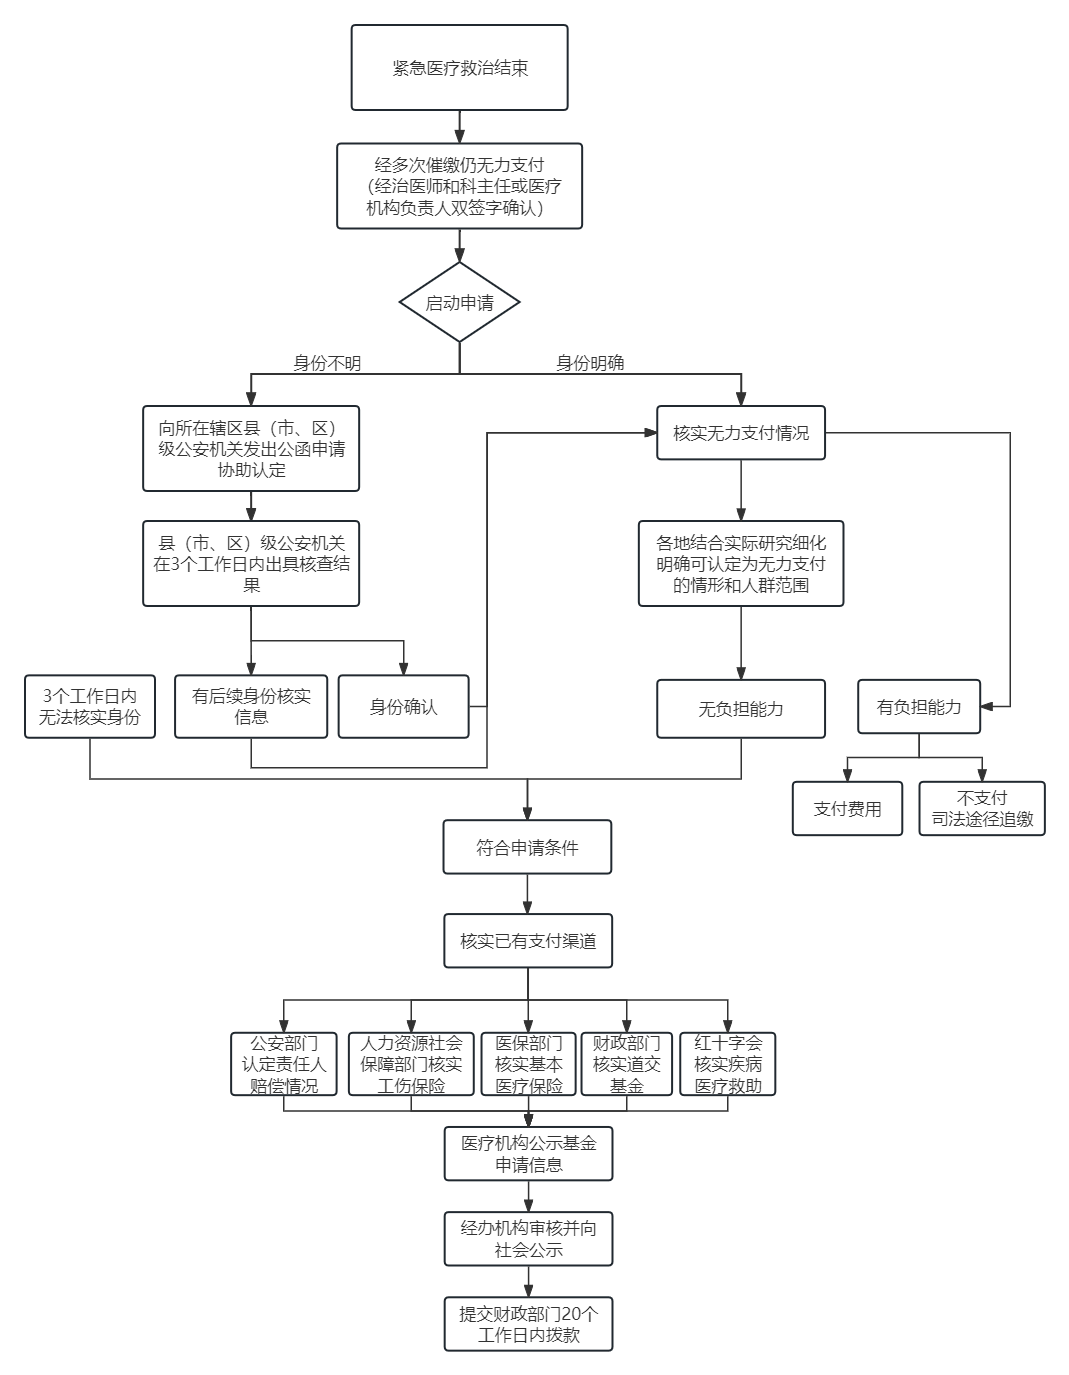 紧急医疗救治结束
经多次催缴仍无力支付
（经治医师和科主任或医疗
机构负责人双签字确认）
启动申请
身份不明
身份明确
向所在辖区县（市、区）
级公安机关发出公函申请
协助认定
核实无力支付情况
县（市、区）级公安机关
在3个工作日内出具核查结
果
各地结合实际研究细化
明确可认定为无力支付
的情形和人群范围
3个工作日内
无法核实身份
有后续身份核实
信息
身份确认
无负担能力
有负担能力
支付费用
不支付
司法途径追缴
符合申请条件
核实已有支付渠道
公安部门
认定责任人
赔偿情况
人力资源社会
保障部门核实
工伤保险
医保部门
核实基本
医疗保险
财政部门
核实道交
基金
红十字会
核实疾病
医疗救助
医疗机构公示基金
申请信息
经办机构审核并向
社会公示
提交财政部门20个
工作日内拨款